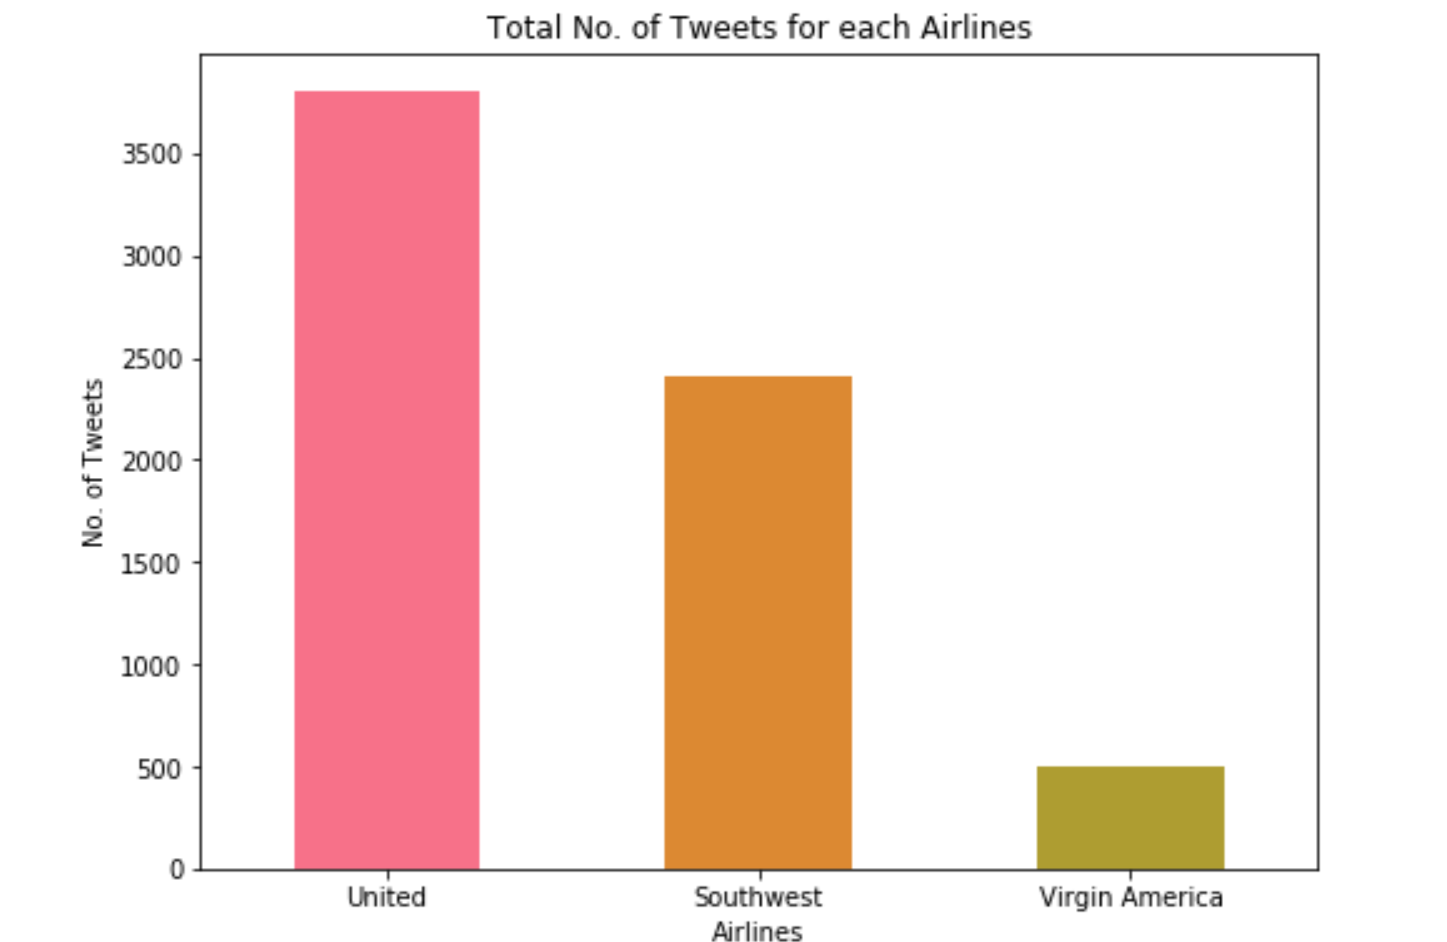 Total No. of Tweets for each Airlines
No. of Tweets
3500
3000
2500
2000
1500
1000
500
0
United Southwest Virgin America
Airlines